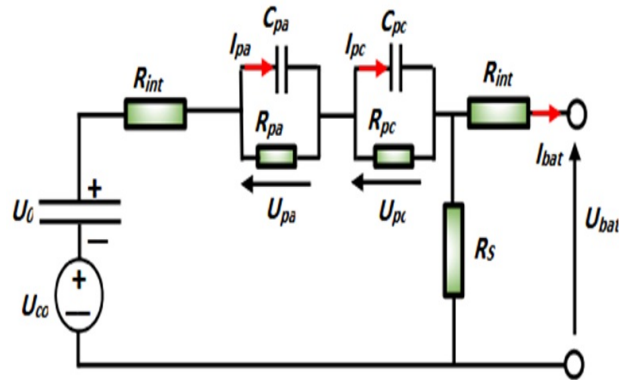 Cpa
Cpc
Ipa
Ipc
Rint
Rint
Rpa
Rpc
Ibat
+
U0
Upa
Upc
Ubat
−
RS
+
Uco
−